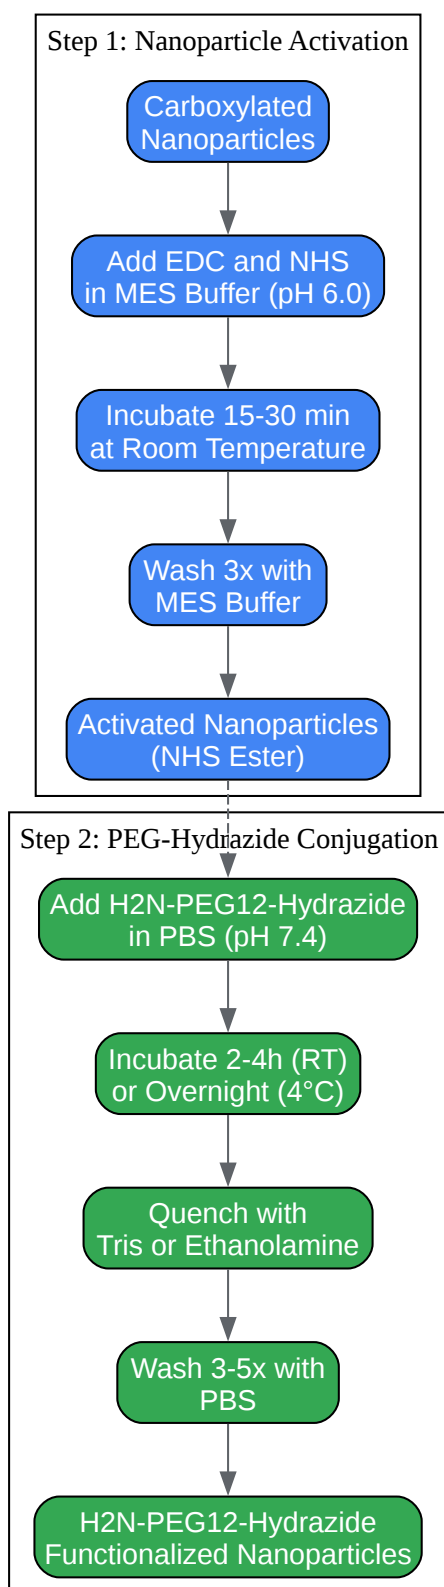 Step 1: Nanoparticle Activation
Carboxylated
Nanoparticles
Add EDC and NHS
in MES Buffer (pH 6.0)
Incubate 15-30 min
at Room Temperature
Wash 3x with
MES Buffer
Activated Nanoparticles
(NHS Ester)
Step 2: PEG-Hydrazide Conjugation
Add H2N-PEG12-Hydrazide
in PBS (pH 7.4)
Incubate 2-4h (RT)
or Overnight (4°C)
Quench with
Tris or Ethanolamine
Wash 3-5x with
PBS
H2N-PEG12-Hydrazide
Functionalized Nanoparticles